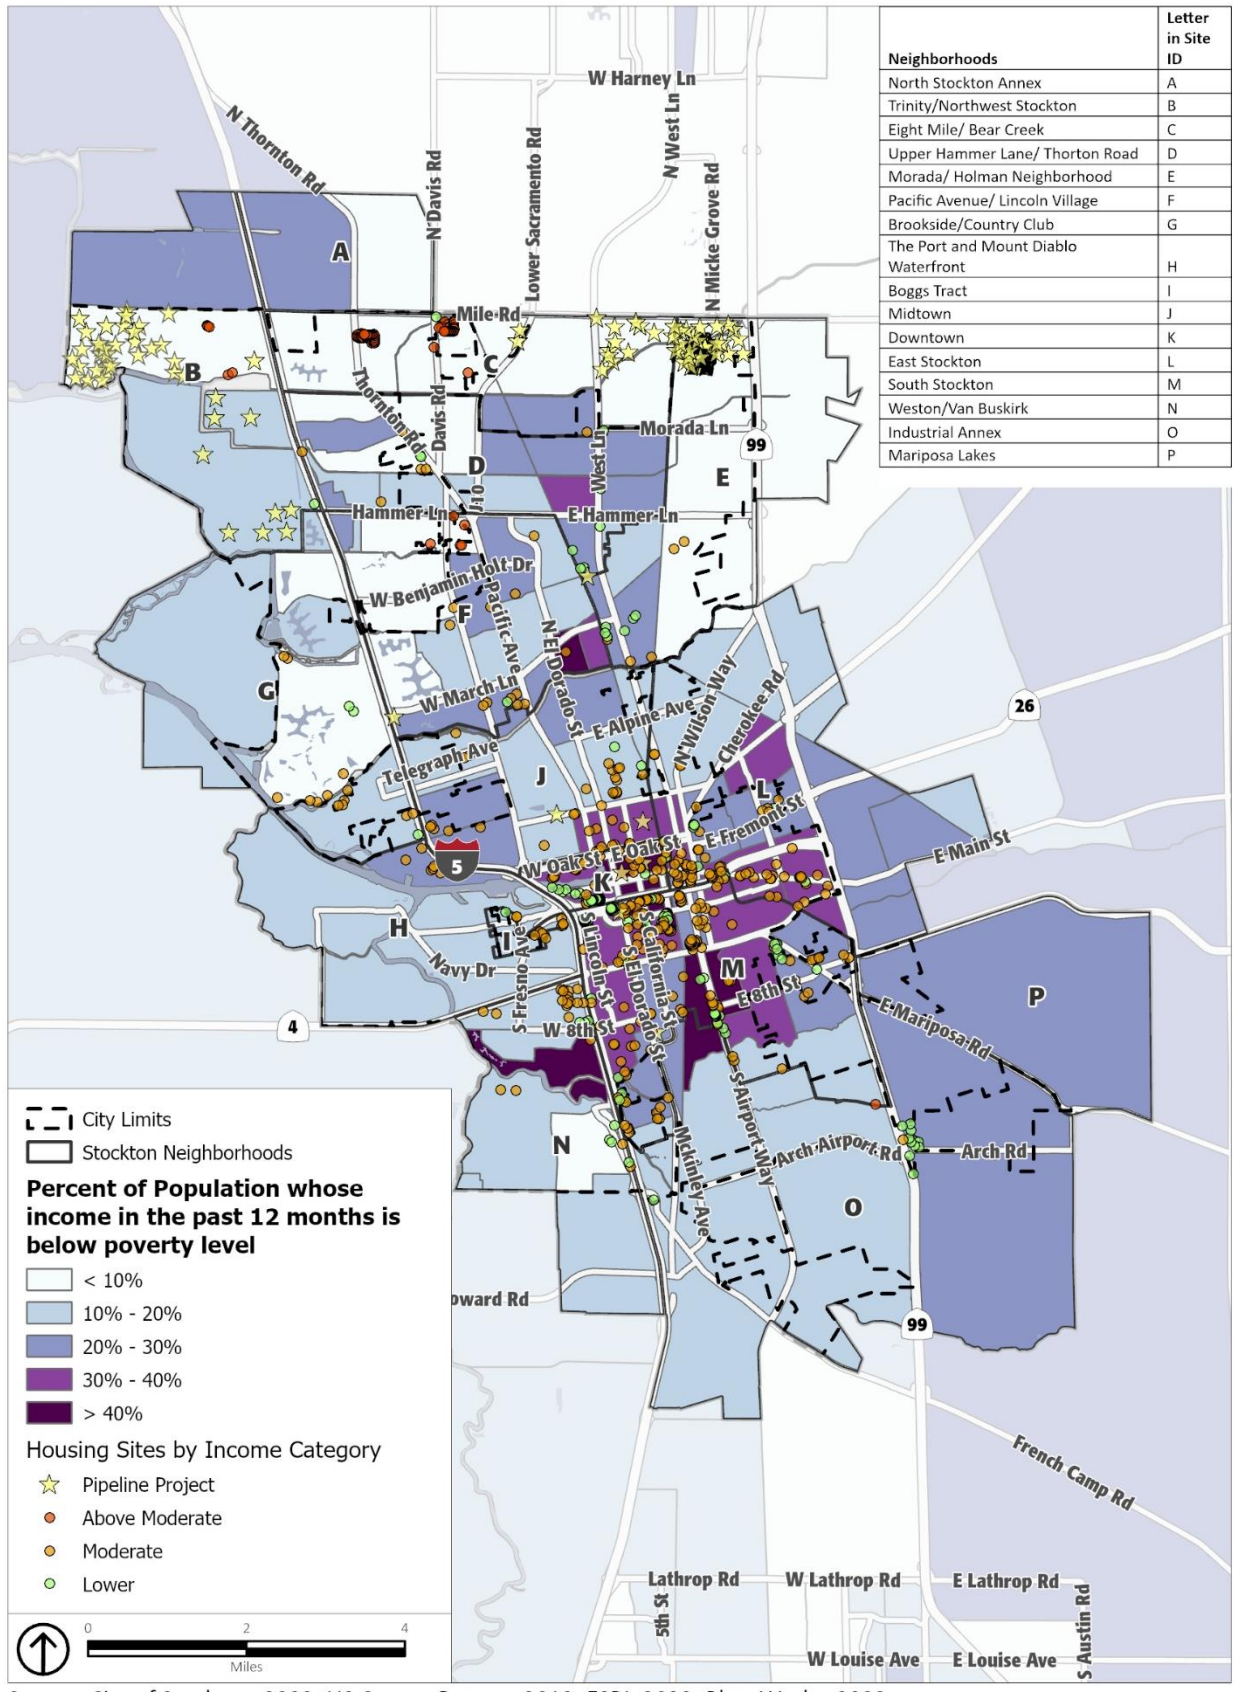 Neighborhoods
Letter
in Site
ID
North Stockton Annex A
Trinity/Northwest Stockton B
Eight Mile/ Bear Creek C
Upper Hammer Lane/ Thorton Road D
Morada/ Holman Neighborhood E
Pacific Avenue/ Lincoln Village F
Brookside/Country Club G
The Port and Mount Diablo
Waterfront H
Boggs Tract I
Midtown J
Downtown K
East Stockton L
South Stockton M
Weston/Van Buskirk N
Industrial Annex O
Mariposa Lakes P
W Harney Ln
N Thornton Rd
N Davis Rd
Lower Sacramento Rd
N West Ln
N Micke Grove Rd
A
Mile Rd
B
C
Thornton Rd
Davis Rd
West Ln
Morada Ln
99
D
E
J10
Hammer Ln
E Hammer Ln
W Benjamin Holt Dr
F
Pacific Ave
N El Dorado St
G
W March Ln
E Alpine Ave
N Wilson Way
Cherokee Rd
26
Telegraph Ave
J
L
5
W Oak St
E Oak St
E Fremont St
E Main St
K
H
I
Navy Dr
S Fresno Ave
S Lincoln St
S El Dorado St
S California St
M
E 8th St
P
4
W 8th St
E Mariposa Rd
N
S Airport Way
Mckinley Ave
Arch Airport Rd
Arch Rd
O
oward Rd
99
French Camp Rd
Lathrop Rd
W Lathrop Rd
E Lathrop Rd
5th St
S Austin Rd
W Louise Ave
E Louise Ave
City Limits
Stockton Neighborhoods
Percent of Population whose
income in the past 12 months is
below poverty level
< 10%
10% - 20%
20% - 30%
30% - 40%
> 40%
Housing Sites by Income Category
Pipeline Project
Above Moderate
Moderate
Lower
0 2 4
Miles